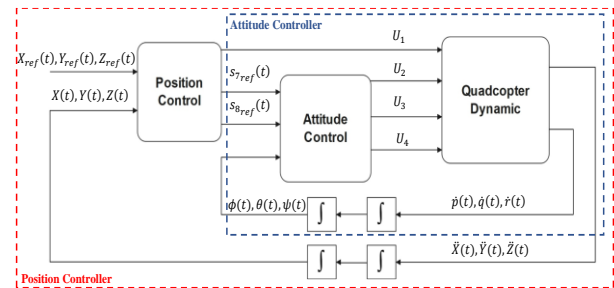 Attitude Controller
X_ref(t), Y_ref(t), Z_ref(t)
X(t), Y(t), Z(t)
Position
Control
U_1
s_7ref(t)
s_8ref(t)
Attitude
Control
U_2
U_3
U_4
Quadcopter
Dynamic
ϕ(t), θ(t), ψ(t)
∫
∫
ṗ(t), q̇(t), ṙ(t)
∫
∫
Ẍ(t), Ÿ(t), Z̈(t)
Position Controller